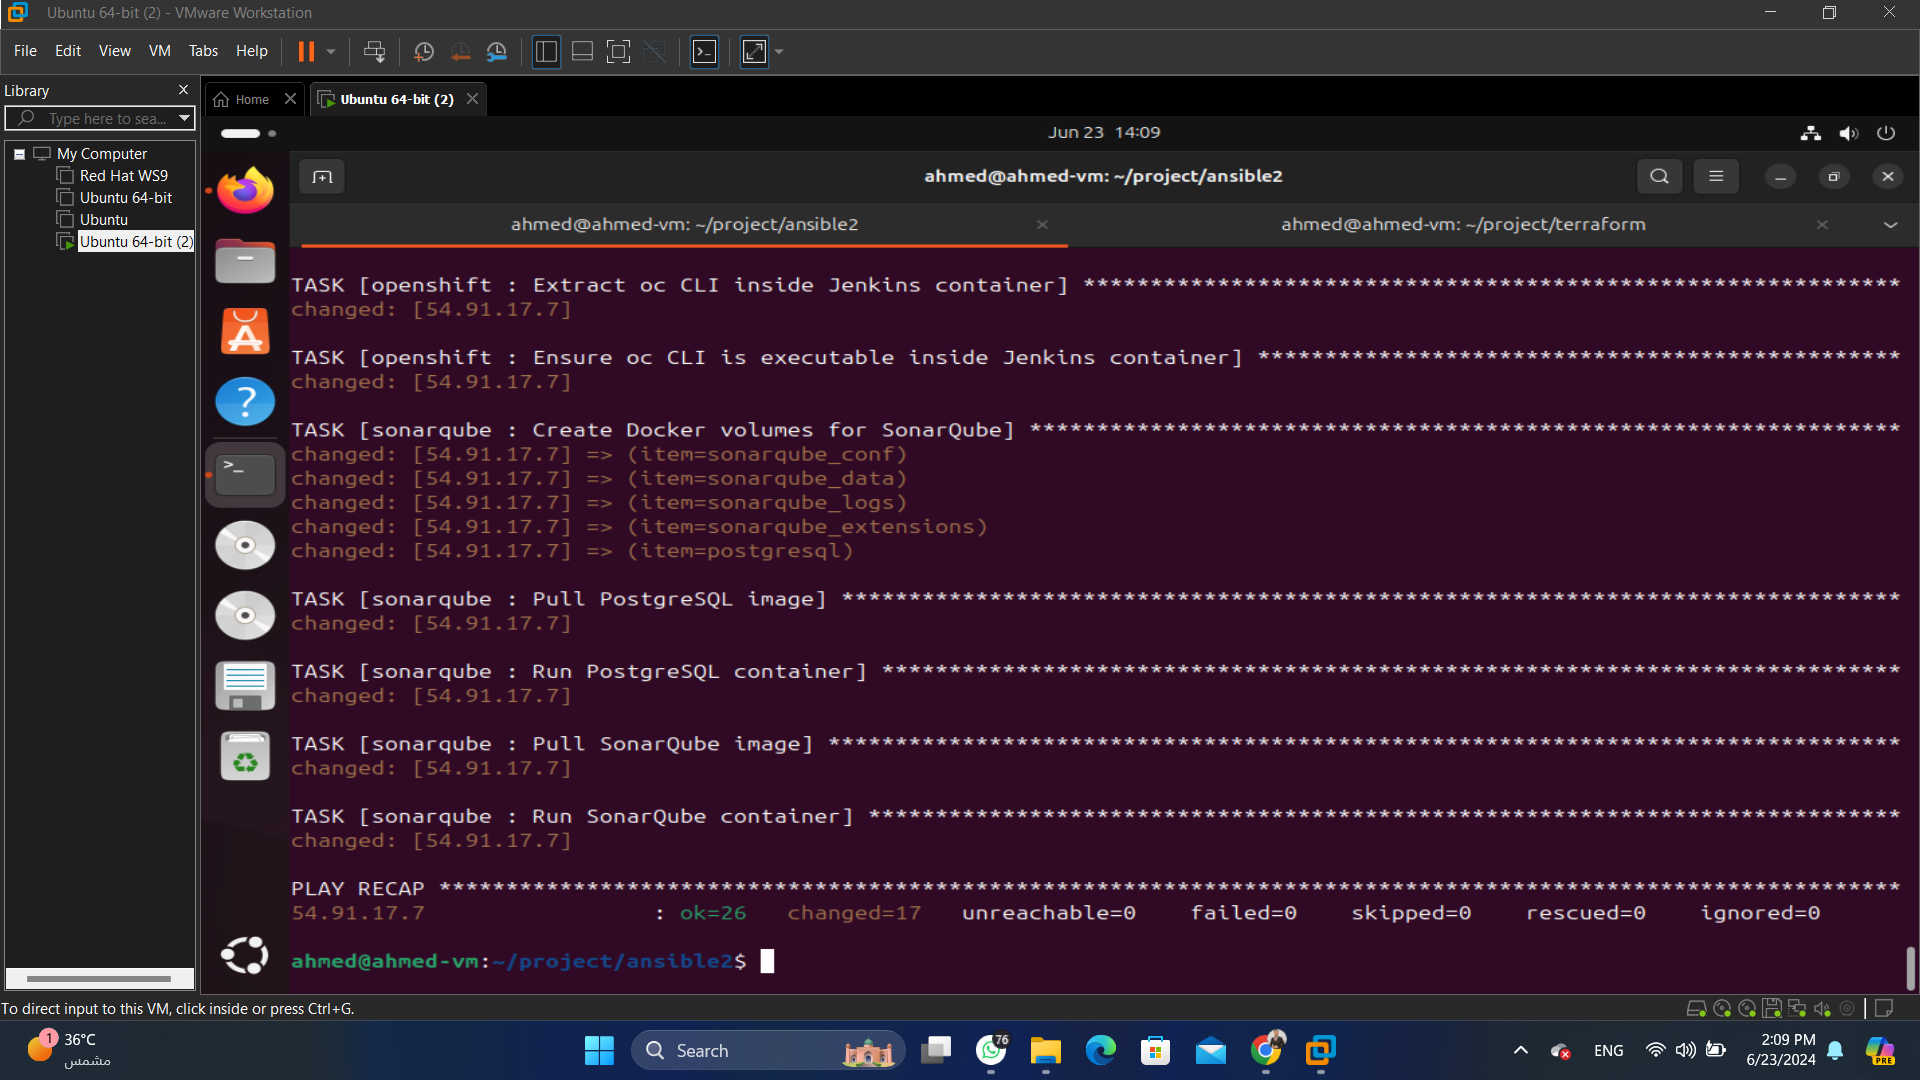 Ubuntu 64-bit (2) - VMware Workstation
File Edit View VM Tabs Help
Library
Type here to sea...
My Computer
Red Hat WS9
Ubuntu 64-bit
Ubuntu
Ubuntu 64-bit (2)
Home
Ubuntu 64-bit (2)
Jun 23 14:09
ahmed@ahmed-vm: ~/project/ansible2
ahmed@ahmed-vm: ~/project/ansible2
ahmed@ahmed-vm: ~/project/terraform
TASK [openshift : Extract oc CLI inside Jenkins container] *************************************************************
changed: [54.91.17.7]
TASK [openshift : Ensure oc CLI is executable inside Jenkins container] ************************************************
changed: [54.91.17.7]
TASK [sonarqube : Create Docker volumes for SonarQube] *****************************************************************
changed: [54.91.17.7] => (item=sonarqube_conf)
changed: [54.91.17.7] => (item=sonarqube_data)
changed: [54.91.17.7] => (item=sonarqube_logs)
changed: [54.91.17.7] => (item=sonarqube_extensions)
changed: [54.91.17.7] => (item=postgresql)
TASK [sonarqube : Pull PostgreSQL image] *******************************************************************************
changed: [54.91.17.7]
TASK [sonarqube : Run PostgreSQL container] ****************************************************************************
changed: [54.91.17.7]
TASK [sonarqube : Pull SonarQube image] ********************************************************************************
changed: [54.91.17.7]
TASK [sonarqube : Run SonarQube container] *****************************************************************************
changed: [54.91.17.7]
PLAY RECAP *************************************************************************************************************
54.91.17.7 : ok=26 changed=17 unreachable=0 failed=0 skipped=0 rescued=0 ignored=0
ahmed@ahmed-vm:~/project/ansible2$
To direct input to this VM, click inside or press Ctrl+G.
1
36°C
مشمس
Search
76
ENG
2:09 PM
6/23/2024
PRE